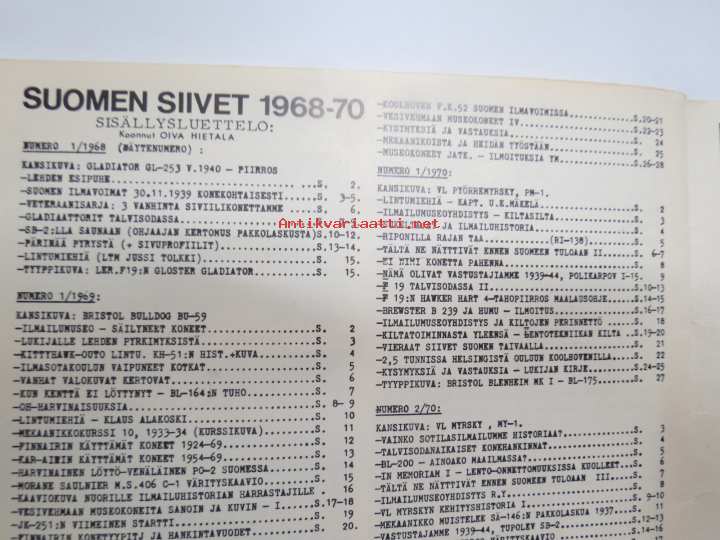 SUOMEN SIIVET 1968-70
SISÄLLYSLUETTELO:
Koonnut OIVA HIETALA
NUMERO 1/1968 (NÄYTENUMERO) :
KANSIKUVA: GLADIATOR GL-253 V.1940 - PIIRROS
-LEHDEN ESIPUHE S. 2.
-SUOMEN ILMAVOIMAT 30.11.1939 KONEKOHTAISESTI S. 3-5.
-VETERAANISARJA: 3 VANHINTA SIVIILIKONETTAMME S. 6.
-GLADIAATTORIT TALVISODASSA
-SB-2:LLA SAUNAAN (OHJAAJAN KERTOMUS PAKKOLASKUSTA)S.10-12.
-PÄRINÄÄ PYRYSTÄ (+ SIVUPROFIILIT) S.13-14.
-LINTUMIEHIÄ (LTM JUSSI TOLKKI) S. 15.
-TYYPPIKUVA: LER.F19:N GLOSTER GLADIATOR S. 15.
NUMERO 1/1969:
KANSIKUVA: BRISTOL BULLDOG BU-59
-ILMAILUMUSEO - SÄILYNEET KONEET S. 2
-LUKIJALLE LEHDEN PYRKIMYKSISTÄ S. 3
-KITTYHAWK-OUTO LINTU. KH-51:N HIST.+KUVA S. 4
-ILMASOTAKOULUN VAIPUNEET KOTKAT S. 5
-VANHAT VALOKUVAT KERTOVAT S. 6
-KUN KENTTÄ EI LÖYTYNYT - BL-164:N TUHO S. 7
-OH-HARVINAISUUKSIA S. 8- 9
-LINTUMIEHIÄ - KLAUS ALAKOSKI S. 10
-MEKAANIKKOKURSSI 10, 1933-34 (KURSSIKUVA) S. 11
-FINNAIRIN KÄYTTÄMÄT KONEET 1924-69 S. 12
-KAR-AIRIN KÄYTTÄMÄT KONEET 1954-69 S. 13
-HARVINAINEN LÖYTÖ-VENÄLÄINEN PO-2 SUOMESSA S. 14
-MORANE SAULNIER M.S.406 C-1 VÄRITYSKAAVIO S. 15
-KAAVIOKUVA NUORILLE ILMAILUHISTORIAN HARRASTAJILLE 16
-VESIVEHMAAN MUSEOKONEITA SANOIN JA KUVIN - I S.17-18
-JK-251:N VIIMEINEN STARTTI S. 19
-FINNAIRIN KONETYYPIT JA HANKINTAVUODET S. 20.
-KOOLHOVEN F.K.52 SUOMEN ILMAVOIMISSA S.20-21
-VESIVEHMAAN MUSEOKONEET IV S.22-23
-KYSYMYKSIÄ JA VASTAUKSIA S. 24
-MEKAANIKOISTA JA HEIDÄN TYÖSTÄÄN S. 25
-MUSEOKONEET JATK. - ILMOITUKSIA YM S.26-28
NUMERO 1/1970:
KANSIKUVA: VL PYÖRREMYRSKY, PM-1.
-LINTUMIEHIÄ - KAPT. U.E.MÄKELÄ S. 2
-ILMAILUMUSEOYHDISTYS - KILTASILTA S. 3
JA ILMAILUHISTORIA
-RIPONILLA RAJAN TAA (RI-138) S. 5
-TÄLTÄ NE NÄYTTIVÄT ENNEN SUOMEEN TULOAAN II S. 6-7
-EI NIMI KONETTA PAHENNA S. 8
-NÄMÄ OLIVAT VASTUSTAJIAMME 1939-44, POLIKARPOV I-15. S. 9
-F 19 TALVISODASSA II S.10-13
-F 19:N HAWKER HART 4-TAHOPIIRROS MAALAUSOHJE S.14-15
-BREWSTER B 239 JA HUMU - ILMOITUS S.16-17
-ILMAILUMUSEOYHDISTYS JA KILTOJEN PERINNETYÖ S. 18
-KILTATOIMINNASTA YLEENSÄ - LENTOTEKNIIKAN KILTA S.19-20
-VIERAAT SIIVET SUOMEN TAIVAALLA S. 21
-2,5 TUNNISSA HELSINGISTÄ OULUUN KOOLHOVENILLA S. 22
-KYSYMYKSIÄ JA VASTAUKSIA - LUKIJAN KIRJE S.24-25
-TYYPPIKUVA: BRISTOL BLENHEIM MK I - BL-175 S. 27
NUMERO 2/70:
KANSIKUVA: VL MYRSKY , MY-1.
-VAINKO SOTILASILMAILUMME HISTORIAAT S. 3
-TALVISODANAIKAISET KONEHANKINNAT S. 4
-BL-200 - AINOAKO MAAILMASSA S.
-IN MEMORIAM I - LENTO-ONNETTOMUUKSISSA KUOLLEET S.
-TÄLTÄ NE NÄYTTIVÄT ENNEN SUOMEEN TULOAAN III S.
-ILMAILUMUSEOYHDISTYS R.Y S.
-VL MYRSKYN KEHITYSHISTORIA I S. 9-10
-MEKAANIKKO MUISTELEE SÄ-146:N PAKKOLASKUA 1937 S. 11
-VASTUSTAJAMME 1939-44, TUPOLEV SB-2
Antikvariaatti.net